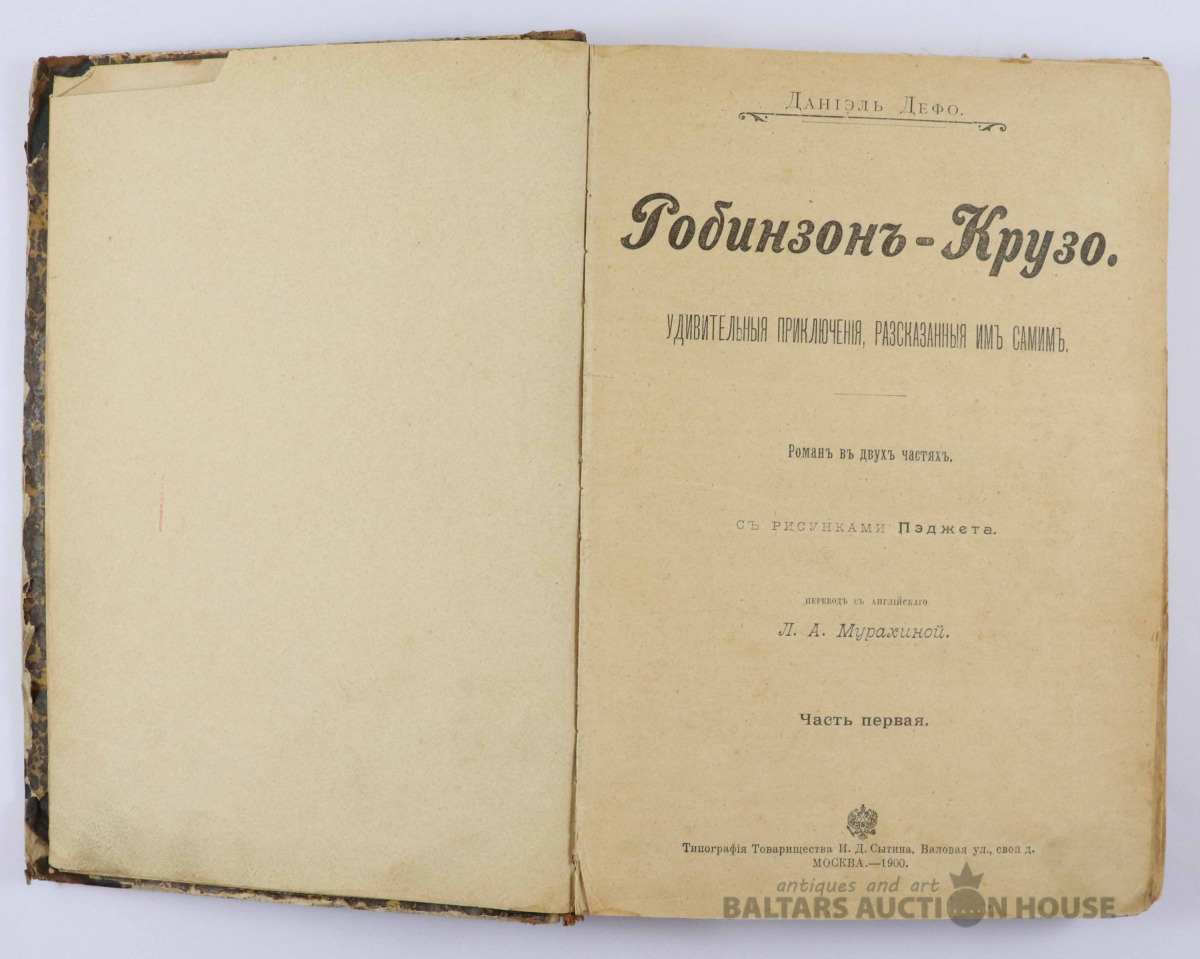 Даніэль Дефо.
Робинзонъ-Крузо.
УДИВИТЕЛЬНЫЯ ПРИКЛЮЧЕНІЯ, РАЗСКАЗАННЫЯ ИМЪ САМИМЪ.
Романъ въ двухъ частяхъ.
СЪ РИСУНКАМИ Пэджета.
ПЕРЕВОДЪ СЪ АНГЛІЙСКАГО
Л. А. Мурахиной.
Часть первая.
Типографія Товарищества И. Д. Сытина, Валовая ул., свой д.
МОСКВА.—1900.
antiques and art
BALTARS AUCTION HOUSE